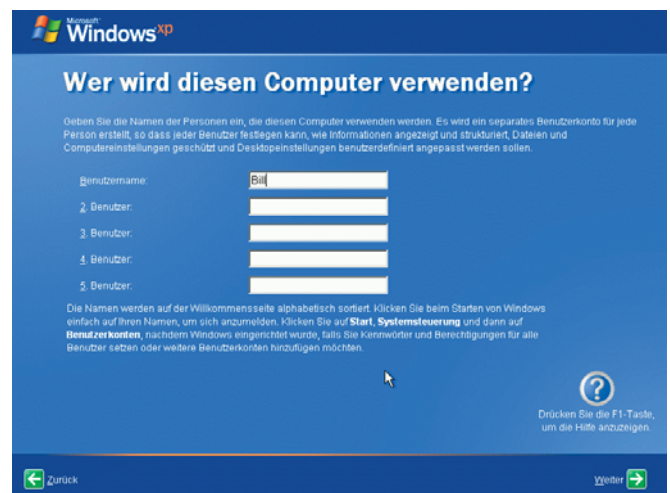 Microsoft
Windows xp
Wer wird diesen Computer verwenden?
Geben Sie die Namen der Personen ein, die diesen Computer verwenden werden. Es wird ein separates Benutzerkonto für jede
Person erstellt, so dass jeder Benutzer festlegen kann, wie Informationen angezeigt und strukturiert, Dateien und
Computereinstellungen geschützt und Desktopeinstellungen benutzerdefiniert angepasst werden sollen.
Benutzername: Bill
2. Benutzer:
3. Benutzer:
4. Benutzer:
5. Benutzer:
Die Namen werden auf der Willkommensseite alphabetisch sortiert. Klicken Sie beim Starten von Windows
einfach auf Ihren Namen, um sich anzumelden. Klicken Sie auf Start, Systemsteuerung und dann auf
Benutzerkonten, nachdem Windows eingerichtet wurde, falls Sie Kennwörter und Berechtigungen für alle
Benutzer setzen oder weitere Benutzerkonten hinzufügen möchten.
?
Drücken Sie die F1-Taste,
um die Hilfe anzuzeigen.
Zurück
Weiter